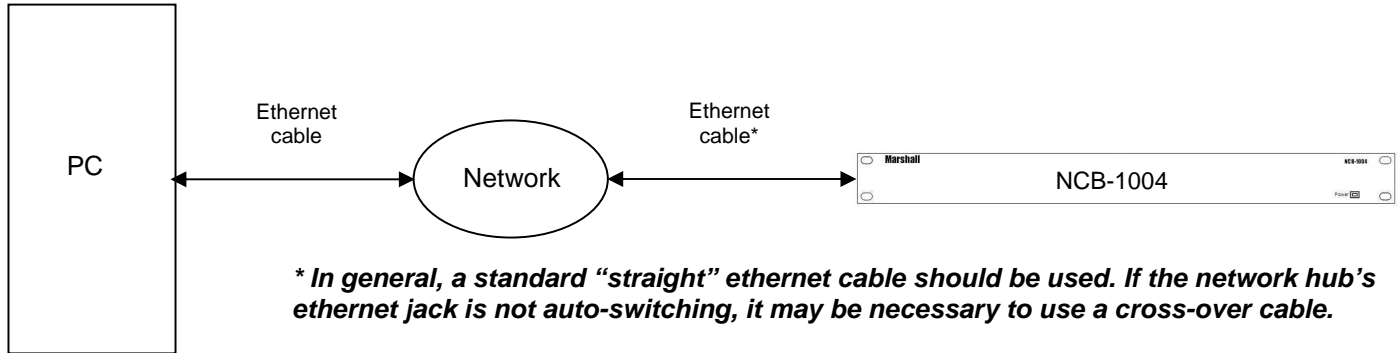 PC
Ethernet
cable
Network
Ethernet
cable*
Marshall
NCB-1004
NCB-1004
Power
* In general, a standard “straight” ethernet cable should be used. If the network hub’s
ethernet jack is not auto-switching, it may be necessary to use a cross-over cable.